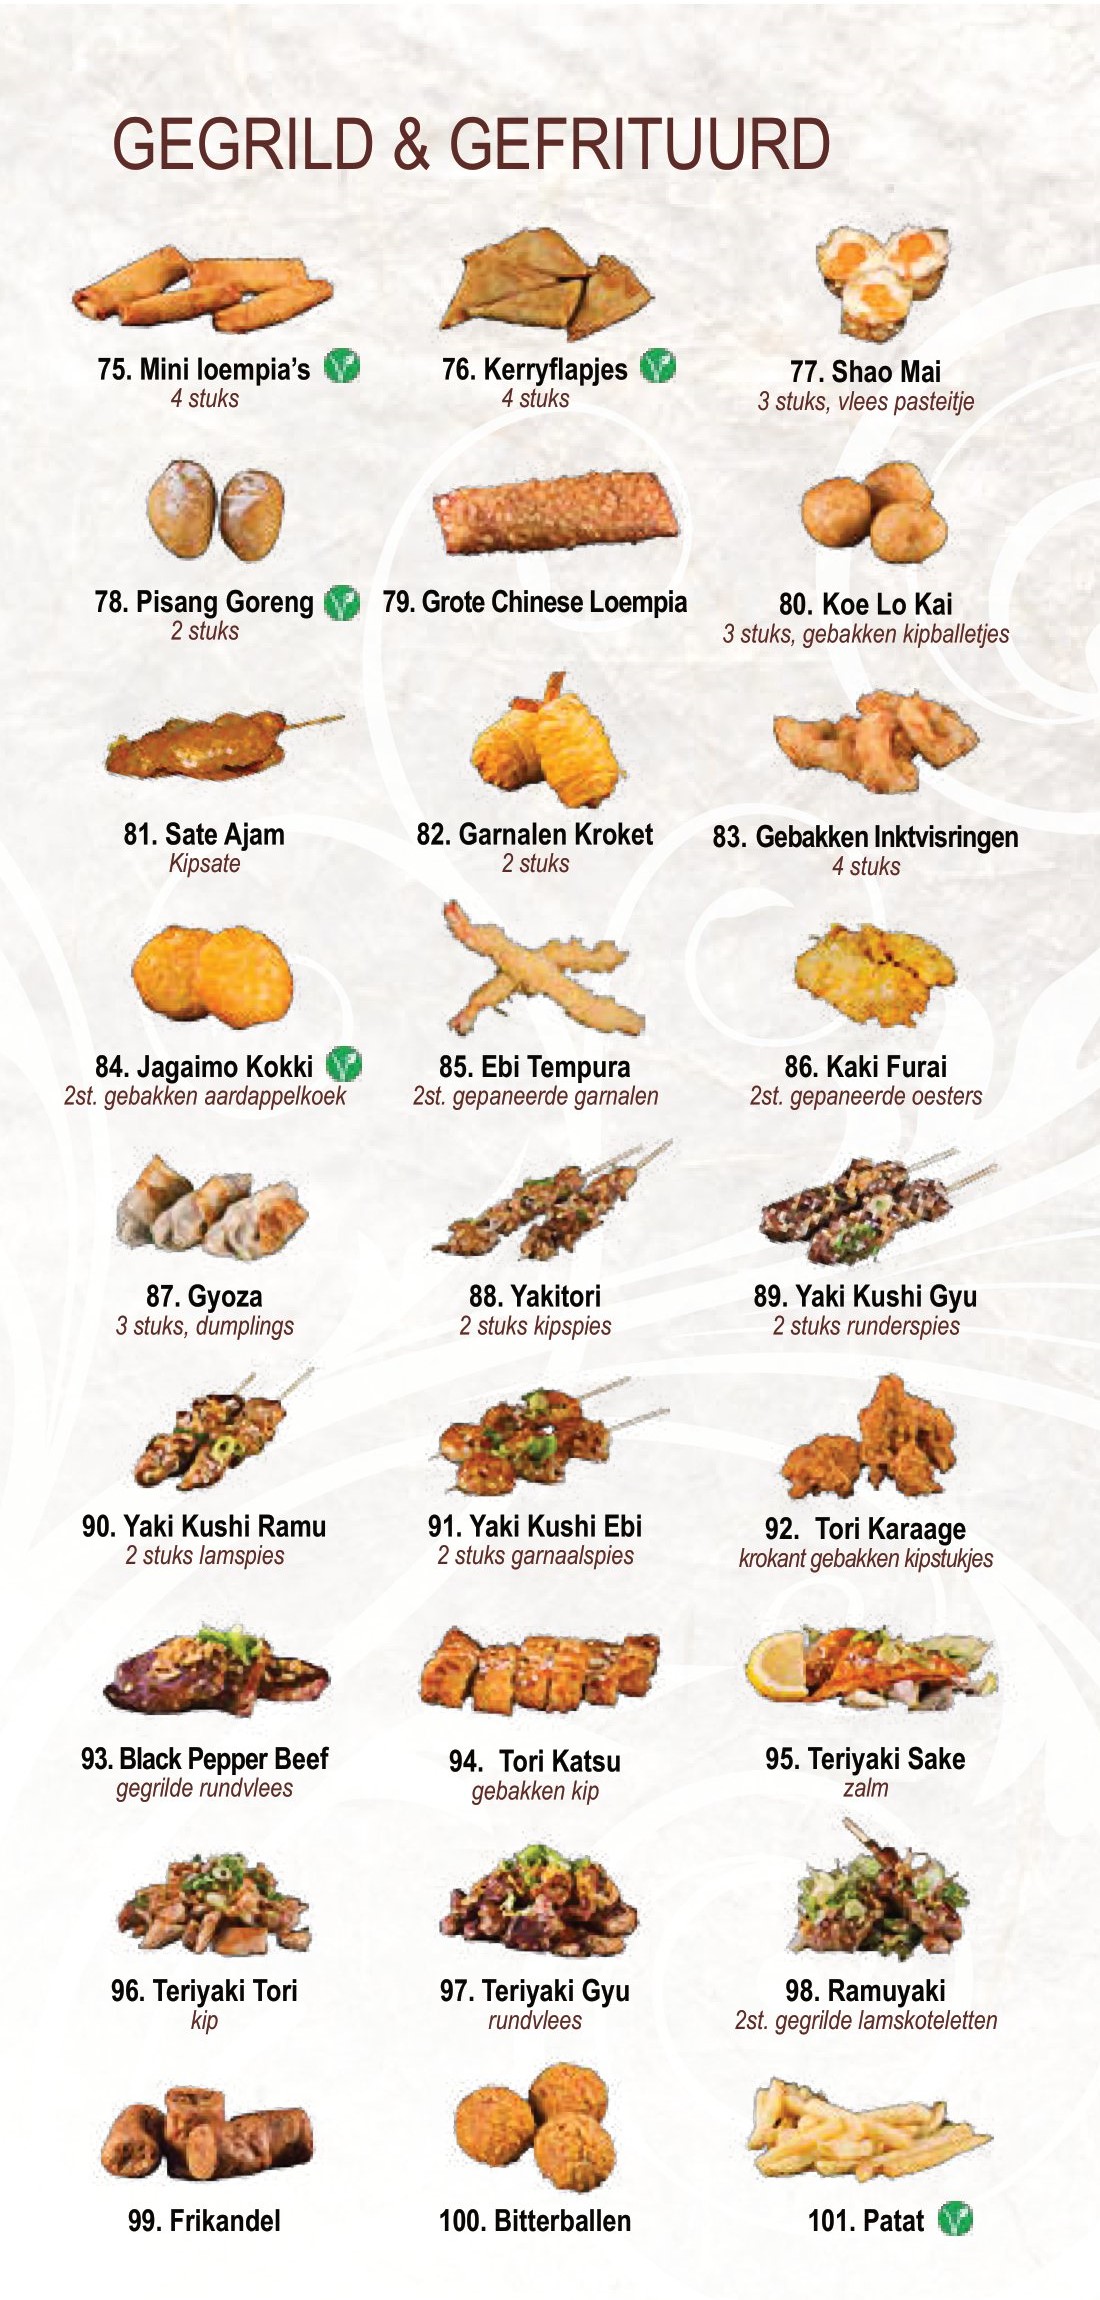 GEGRILD & GEFRITUURD
75. Mini loempia's
4 stuks
76. Kerryflapjes
4 stuks
77. Shao Mai
3 stuks, vlees pasteitje
78. Pisang Goreng
2 stuks
79. Grote Chinese Loempia
80. Koe Lo Kai
3 stuks, gebakken kipballetjes
81. Sate Ajam
Kipsate
82. Garnalen Kroket
2 stuks
83. Gebakken Inktvisringen
4 stuks
84. Jagaimo Kokki
2st. gebakken aardappelkoek
85. Ebi Tempura
2st. gepaneerde garnalen
86. Kaki Furai
2st. gepaneerde oesters
87. Gyoza
3 stuks, dumplings
88. Yakitori
2 stuks kipspies
89. Yaki Kushi Gyu
2 stuks runderspies
90. Yaki Kushi Ramu
2 stuks lamspies
91. Yaki Kushi Ebi
2 stuks garnaalspies
92. Tori Karaage
krokant gebakken kipstukjes
93. Black Pepper Beef
gegrilde rundvlees
94. Tori Katsu
gebakken kip
95. Teriyaki Sake
zalm
96. Teriyaki Tori
kip
97. Teriyaki Gyu
rundvlees
98. Ramuyaki
2st. gegrilde lamskoteletten
99. Frikandel
100. Bitterballen
101. Patat